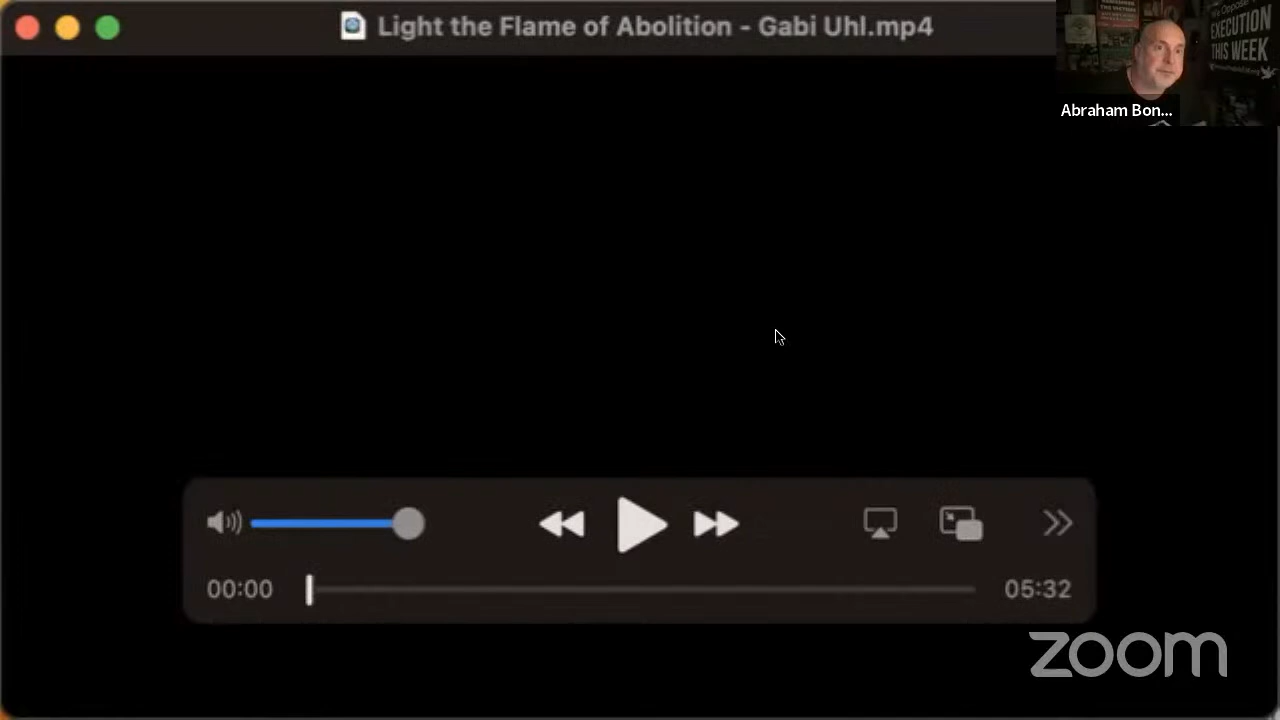 Light the Flame of Abolition - Gabi Uhl.mp4
EXECUTION
THIS WEEK
Abraham Bon...
00:00
05:32
zoom